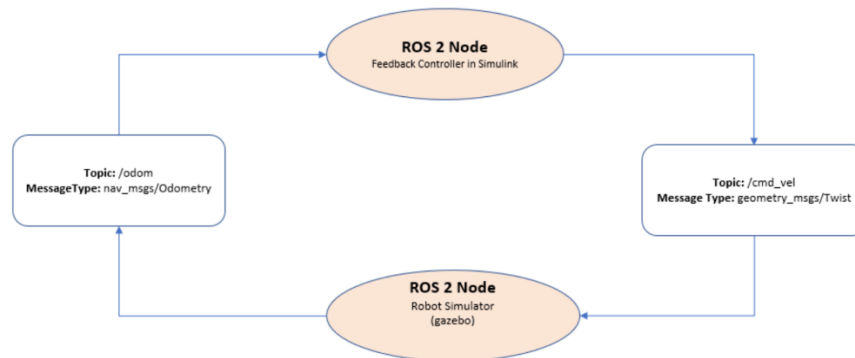 ROS 2 Node
Feedback Controller in Simulink
Topic: /odom
MessageType: nav_msgs/Odometry
Topic: /cmd_vel
Message Type: geometry_msgs/Twist
ROS 2 Node
Robot Simulator
(gazebo)